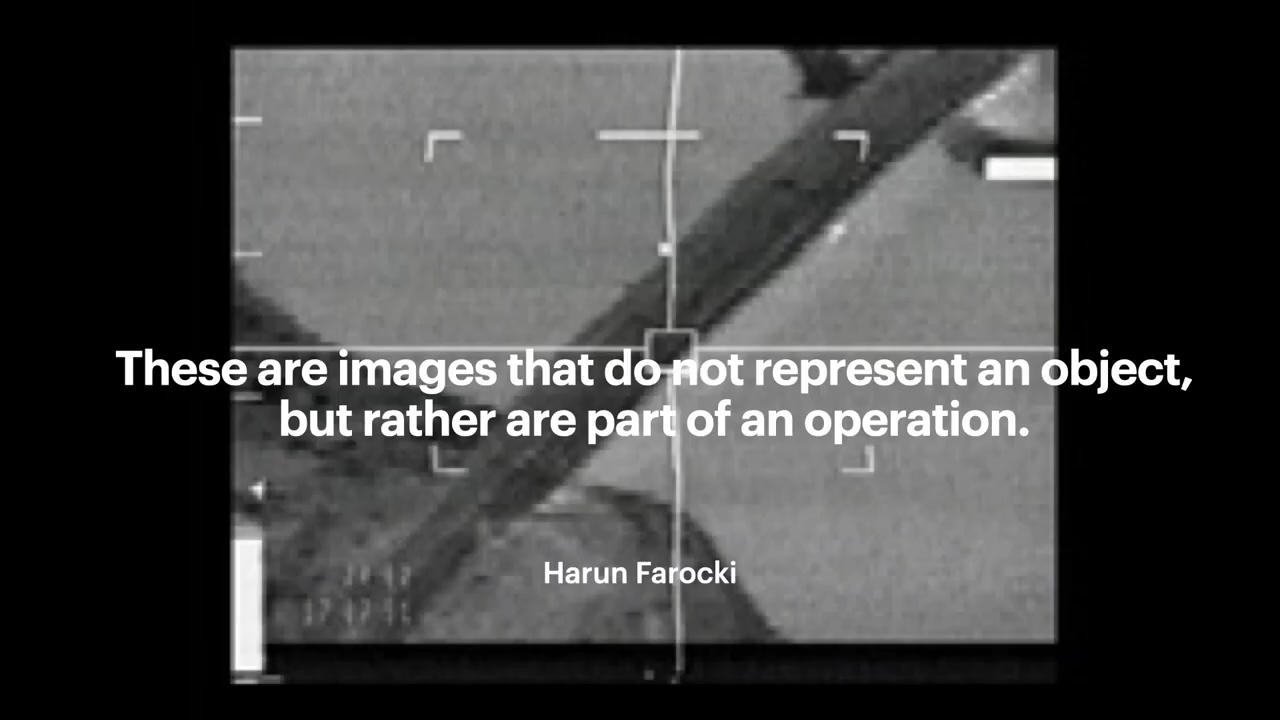 These are images that do not represent an object,
but rather are part of an operation.
Harun Farocki